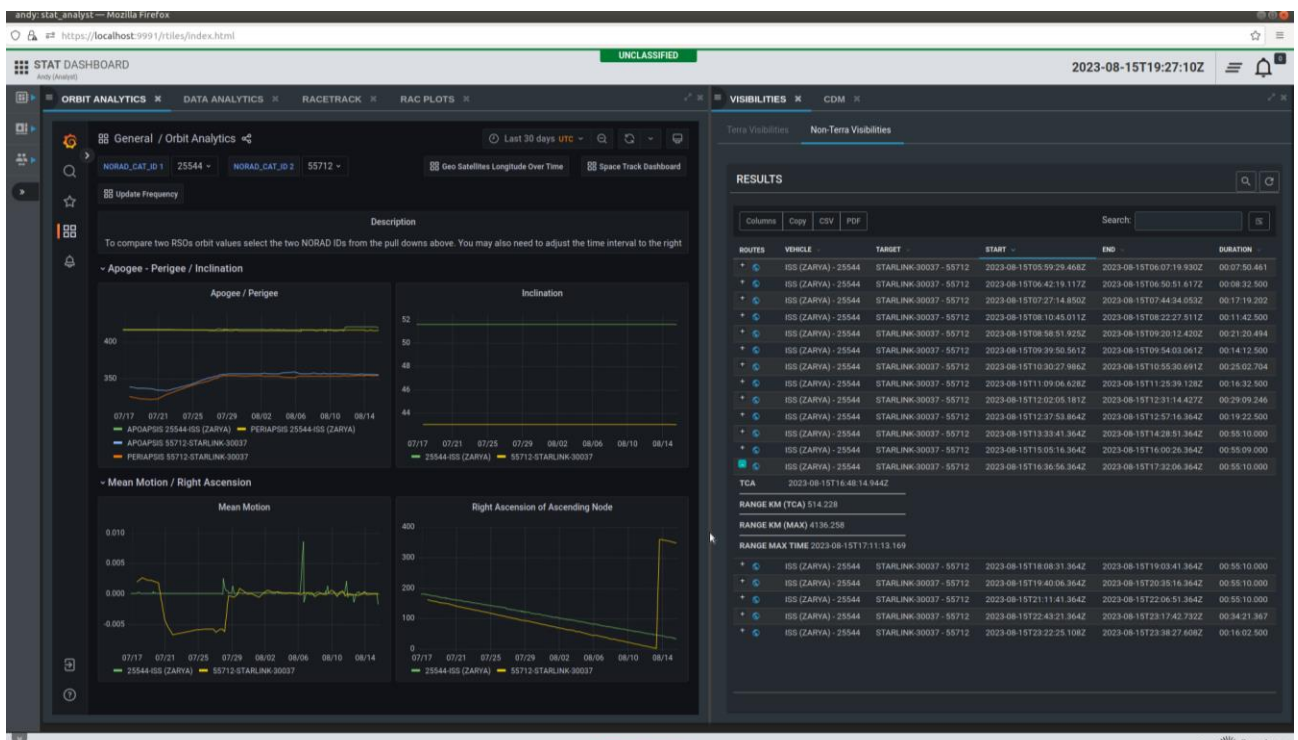 andy: stat_analyst — Mozilla Firefox
https://localhost:9991/rtiles/index.html
UNCLASSIFIED
STAT DASHBOARD
Andy (Analyst)
2023-08-15T19:27:10Z
0
ORBIT ANALYTICS × DATA ANALYTICS × RACETRACK × RAC PLOTS ×
General / Orbit Analytics
Last 30 days UTC
NORAD_CAT_ID 1 25544 NORAD_CAT_ID 2 55712 Geo Satellites Longitude Over Time Space Track Dashboard
Update Frequency
Description
To compare two RSOs orbit values select the two NORAD IDs from the pull downs above. You may also need to adjust the time interval to the right
Apogee - Perigee / Inclination
Apogee / Perigee
400
350
07/17 07/21 07/25 07/29 08/02 08/06 08/10 08/14
APOAPSIS 25544-ISS (ZARYA) PERIAPSIS 25544-ISS (ZARYA)
APOAPSIS 55712-STARLINK-30037
PERIAPSIS 55712-STARLINK-30037
Inclination
52
50
48
46
44
07/17 07/21 07/25 07/29 08/02 08/06 08/10 08/14
25544-ISS (ZARYA) 55712-STARLINK-30037
Mean Motion / Right Ascension
Mean Motion
0.010
0.005
0.000
-0.005
07/17 07/21 07/25 07/29 08/02 08/06 08/10 08/14
25544-ISS (ZARYA) 55712-STARLINK-30037
Right Ascension of Ascending Node
400
300
200
100
0
07/17 07/21 07/25 07/29 08/02 08/06 08/10 08/14
25544-ISS (ZARYA) 55712-STARLINK-30037
VISIBILITIES × CDM ×
Terra Visibilities Non-Terra Visibilities
RESULTS
Columns Copy CSV PDF Search:
ROUTES VEHICLE TARGET START END DURATION
+ ISS (ZARYA) - 25544 STARLINK-30037 - 55712 2023-08-15T05:59:29.468Z 2023-08-15T06:07:19.930Z 00:07:50.461
+ ISS (ZARYA) - 25544 STARLINK-30037 - 55712 2023-08-15T06:42:19.117Z 2023-08-15T06:50:51.617Z 00:08:32.500
+ ISS (ZARYA) - 25544 STARLINK-30037 - 55712 2023-08-15T07:27:14.850Z 2023-08-15T07:44:34.053Z 00:17:19.202
+ ISS (ZARYA) - 25544 STARLINK-30037 - 55712 2023-08-15T08:10:45.011Z 2023-08-15T08:22:27.511Z 00:11:42.500
+ ISS (ZARYA) - 25544 STARLINK-30037 - 55712 2023-08-15T08:58:51.925Z 2023-08-15T09:20:12.420Z 00:21:20.494
+ ISS (ZARYA) - 25544 STARLINK-30037 - 55712 2023-08-15T09:39:50.561Z 2023-08-15T09:54:03.061Z 00:14:12.500
+ ISS (ZARYA) - 25544 STARLINK-30037 - 55712 2023-08-15T10:30:27.986Z 2023-08-15T10:55:30.691Z 00:25:02.704
+ ISS (ZARYA) - 25544 STARLINK-30037 - 55712 2023-08-15T11:09:06.628Z 2023-08-15T11:25:39.128Z 00:16:32.500
+ ISS (ZARYA) - 25544 STARLINK-30037 - 55712 2023-08-15T12:02:05.181Z 2023-08-15T12:31:14.427Z 00:29:09.246
+ ISS (ZARYA) - 25544 STARLINK-30037 - 55712 2023-08-15T12:37:53.864Z 2023-08-15T12:57:16.364Z 00:19:22.500
+ ISS (ZARYA) - 25544 STARLINK-30037 - 55712 2023-08-15T13:33:41.364Z 2023-08-15T14:28:51.364Z 00:55:10.000
+ ISS (ZARYA) - 25544 STARLINK-30037 - 55712 2023-08-15T15:05:16.364Z 2023-08-15T16:00:26.364Z 00:55:09.000
- ISS (ZARYA) - 25544 STARLINK-30037 - 55712 2023-08-15T16:36:56.364Z 2023-08-15T17:32:06.364Z 00:55:10.000
TCA 2023-08-15T16:48:14.944Z
RANGE KM (TCA) 514.228
RANGE KM (MAX) 4136.258
RANGE MAX TIME 2023-08-15T17:11:13.169
+ ISS (ZARYA) - 25544 STARLINK-30037 - 55712 2023-08-15T18:08:31.364Z 2023-08-15T19:03:41.364Z 00:55:10.000
+ ISS (ZARYA) - 25544 STARLINK-30037 - 55712 2023-08-15T19:40:06.364Z 2023-08-15T20:35:16.364Z 00:55:10.000
+ ISS (ZARYA) - 25544 STARLINK-30037 - 55712 2023-08-15T21:11:41.364Z 2023-08-15T22:06:51.364Z 00:55:10.000
+ ISS (ZARYA) - 25544 STARLINK-30037 - 55712 2023-08-15T22:43:21.364Z 2023-08-15T23:17:42.732Z 00:34:21.367
+ ISS (ZARYA) - 25544 STARLINK-30037 - 55712 2023-08-15T23:22:25.108Z 2023-08-15T23:38:27.608Z 00:16:02.500